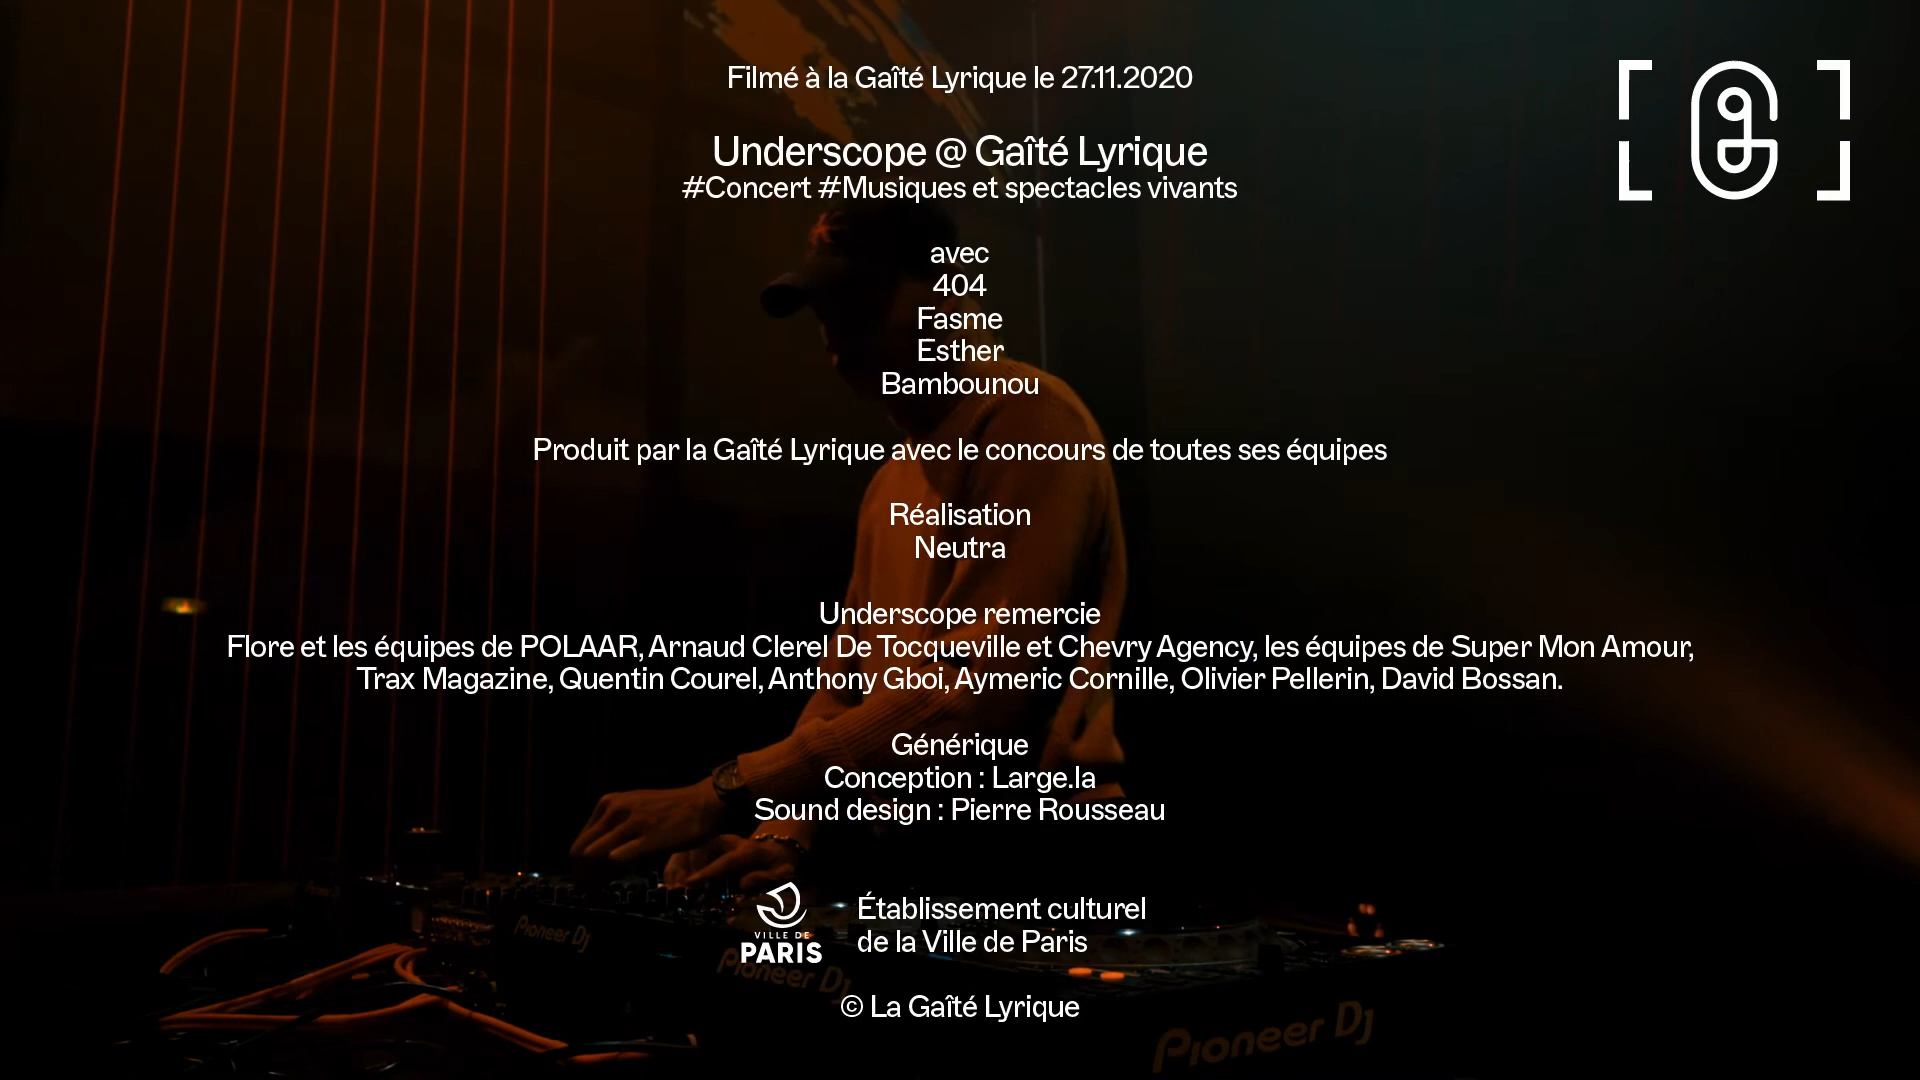 Filmé à la Gaîté Lyrique le 27.11.2020
Underscope @ Gaîté Lyrique
#Concert #Musiques et spectacles vivants
avec
404
Fasme
Esther
Bambounou
Produit par la Gaîté Lyrique avec le concours de toutes ses équipes
Réalisation
Neutra
Underscope remercie
Flore et les équipes de POLAAR, Arnaud Clerel De Tocqueville et Chevry Agency, les équipes de Super Mon Amour,
Trax Magazine, Quentin Courel, Anthony Gboi, Aymeric Cornille, Olivier Pellerin, David Bossan.
Générique
Conception : Large.la
Sound design : Pierre Rousseau
VILLE DE
PARIS
Établissement culturel
de la Ville de Paris
© La Gaîté Lyrique
Pioneer DJ
Pioneer DJ
Pioneer DJ